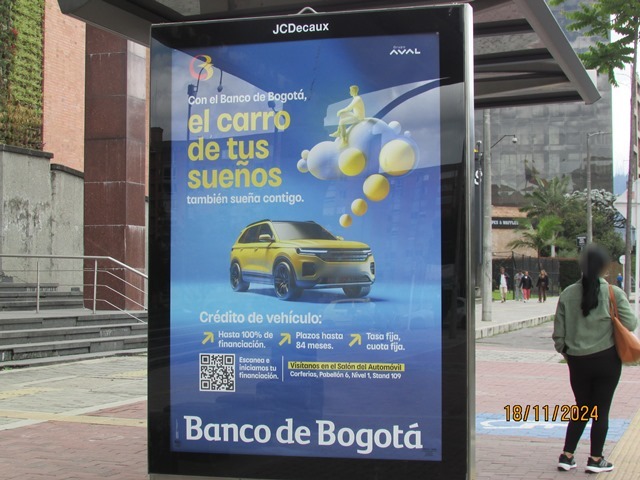 JCDecaux
Grupo
AVAL
Con el Banco de Bogotá,
el carro
de tus
sueños
también sueña contigo.
Crédito de vehículo:
Hasta 100% de
financiación.
Plazos hasta
84 meses.
Tasa fija,
cuota fija.
Escanea e
iniciamos tu
financiación.
Visítanos en el Salón del Automóvil
Corferias, Pabellón 6, Nivel 1, Stand 109
Banco de Bogotá
18/11/2024